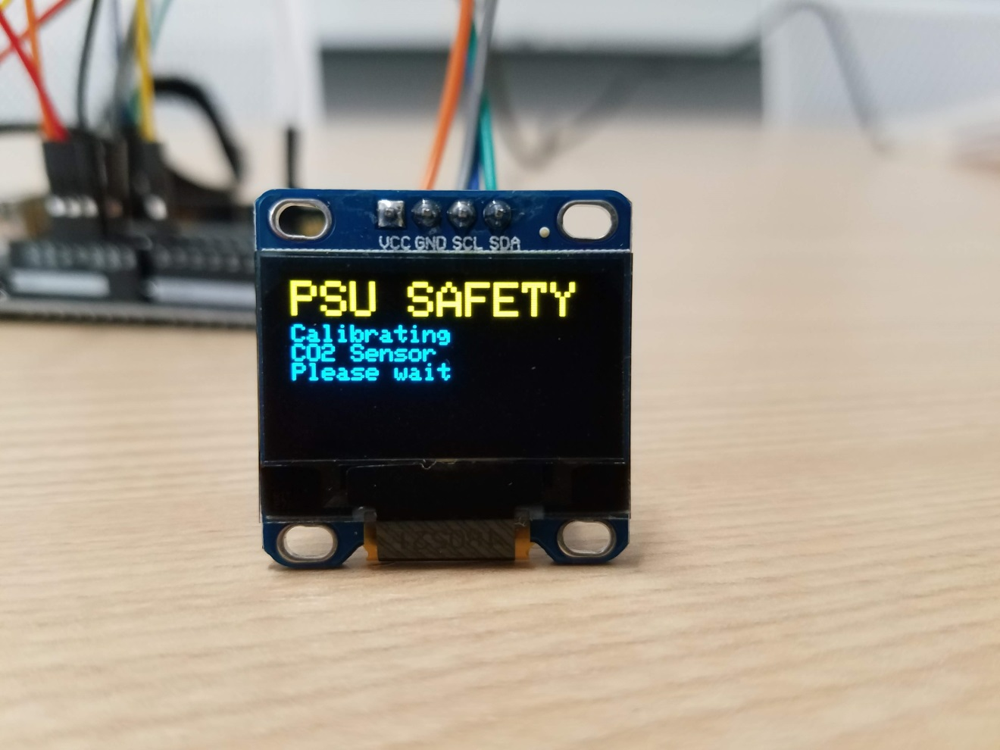 VCC GND SCL SDA
PSU SAFETY
Calibrating
CO2 Sensor
Please wait